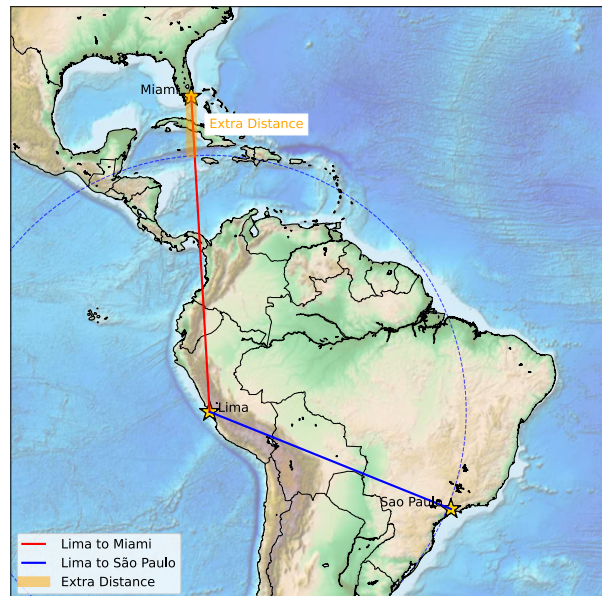 Miami
Extra Distance
Lima
Sao Paulo
Lima to Miami
Lima to São Paulo
Extra Distance